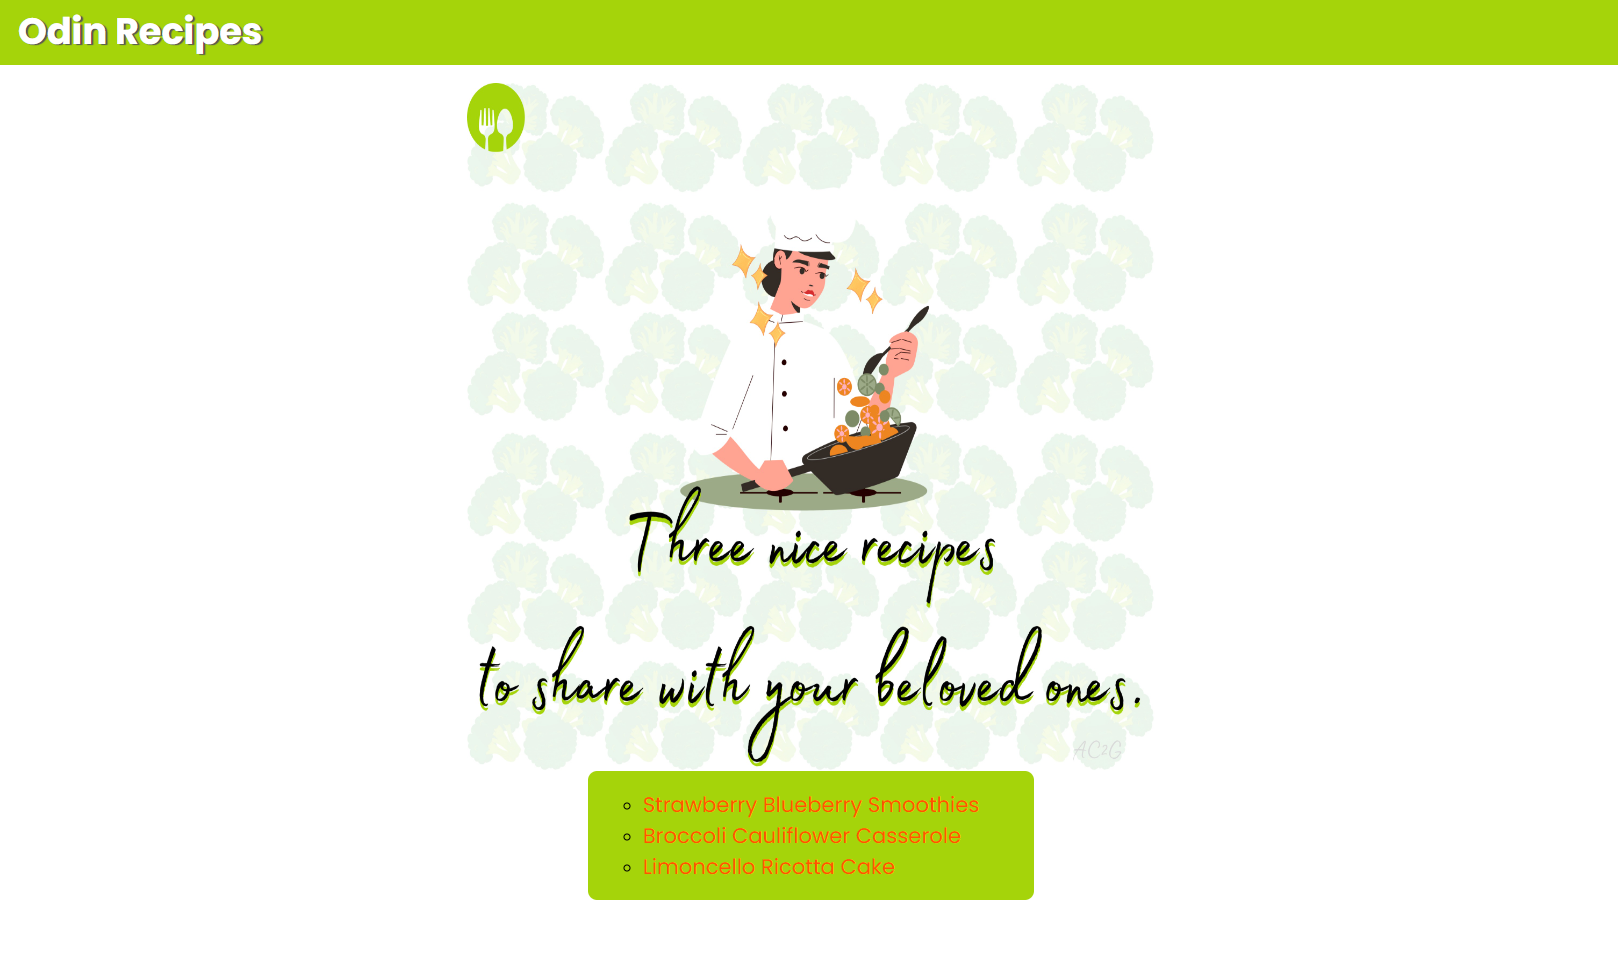 Odin Recipes
Three nice recipes
to share with your beloved ones.
AC2G
Strawberry Blueberry Smoothies
Broccoli Cauliflower Casserole
Limoncello Ricotta Cake